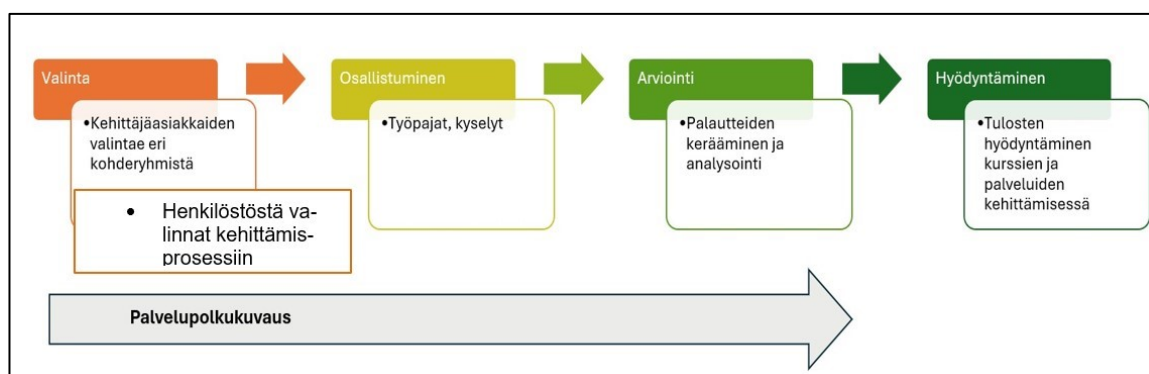 Valinta
•Kehittäjäasiakkaiden
valintae eri
kohderyhmistä
• Henkilöstöstä va-
linnat kehittämis-
prosessiin
Osallistuminen
•Työpajat, kyselyt
Arviointi
•Palautteiden
kerääminen ja
analysointi
Hyödyntäminen
•Tulosten
hyödyntäminen
kurssien ja
palveluiden
kehittämisessä
Palvelupolkukuvaus